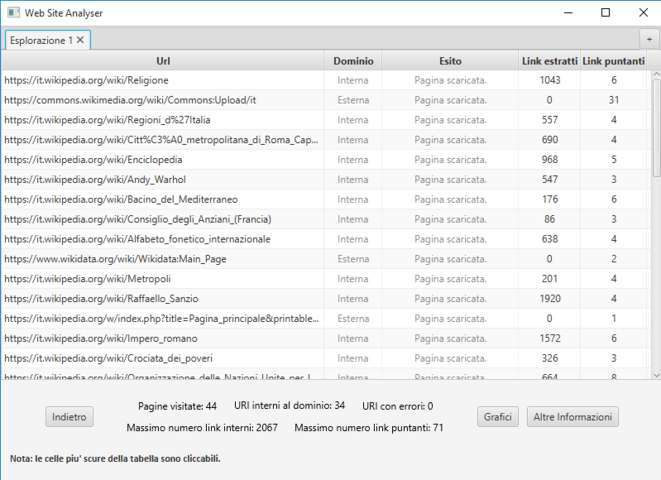 Web Site Analyser
Esplorazione 1
+
Url Dominio Esito Link estratti Link puntanti
https://it.wikipedia.org/wiki/Religione Interna Pagina scaricata. 1043 6
https://commons.wikimedia.org/wiki/Commons:Upload/it Esterna Pagina scaricata. 0 31
https://it.wikipedia.org/wiki/Regioni_d%27Italia Interna Pagina scaricata. 557 4
https://it.wikipedia.org/wiki/Citt%C3%A0_metropolitana_di_Roma_Cap... Interna Pagina scaricata. 690 4
https://it.wikipedia.org/wiki/Enciclopedia Interna Pagina scaricata. 968 5
https://it.wikipedia.org/wiki/Andy_Warhol Interna Pagina scaricata. 547 3
https://it.wikipedia.org/wiki/Bacino_del_Mediterraneo Interna Pagina scaricata. 176 6
https://it.wikipedia.org/wiki/Consiglio_degli_Anziani_(Francia) Interna Pagina scaricata. 86 3
https://it.wikipedia.org/wiki/Alfabeto_fonetico_internazionale Interna Pagina scaricata. 638 4
https://www.wikidata.org/wiki/Wikidata:Main_Page Esterna Pagina scaricata. 0 2
https://it.wikipedia.org/wiki/Metropoli Interna Pagina scaricata. 201 4
https://it.wikipedia.org/wiki/Raffaello_Sanzio Interna Pagina scaricata. 1920 4
https://it.wikipedia.org/w/index.php?title=Pagina_principale&printable... Esterna Pagina scaricata. 0 1
https://it.wikipedia.org/wiki/Impero_romano Interna Pagina scaricata. 1572 6
https://it.wikipedia.org/wiki/Crociata_dei_poveri Interna Pagina scaricata. 326 3
https://it.wikipedia.org/wiki/Organizzazione_delle_Nazioni_Unite_per_l... Interna Pagina scaricata. 664 8
Indietro
Pagine visitate: 44 URI interni al dominio: 34 URI con errori: 0
Massimo numero link interni: 2067 Massimo numero link puntanti: 71
Grafici Altre Informazioni
Nota: le celle piu' scure della tabella sono cliccabili.